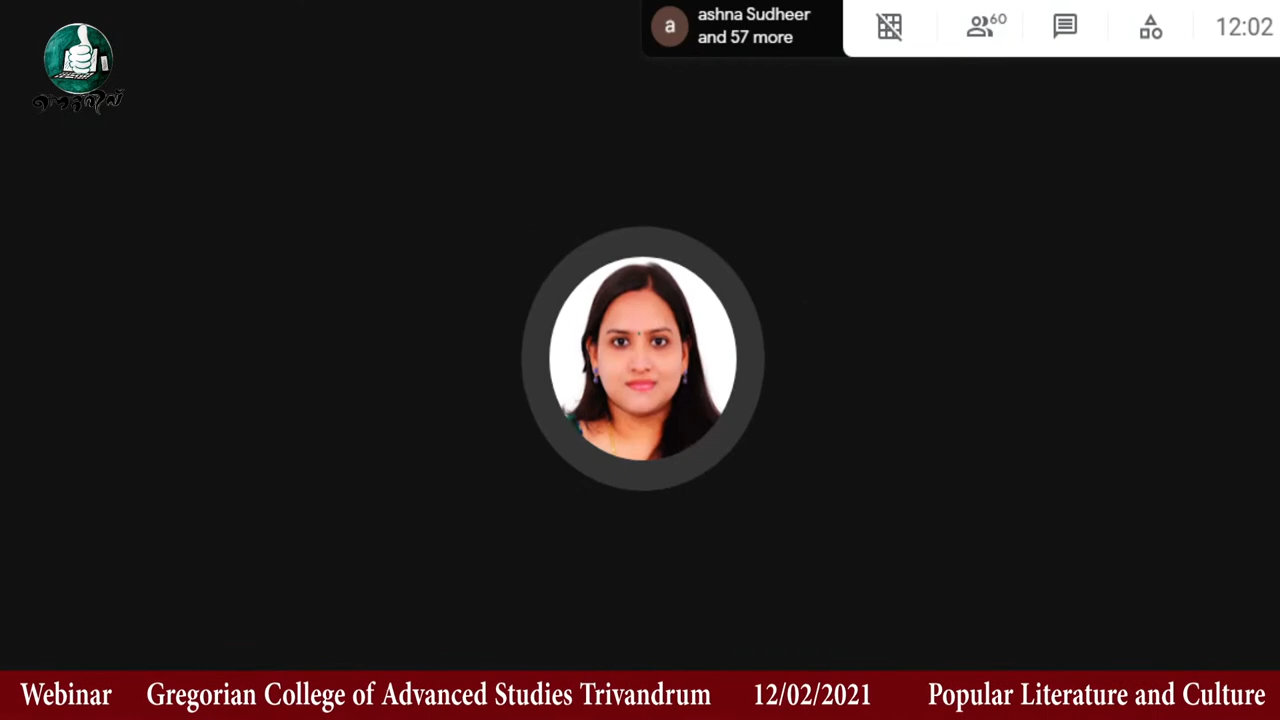 ashna Sudheer
and 57 more
a
60
12:02
Webinar Gregorian College of Advanced Studies Trivandrum 12/02/2021 Popular Literature and Culture